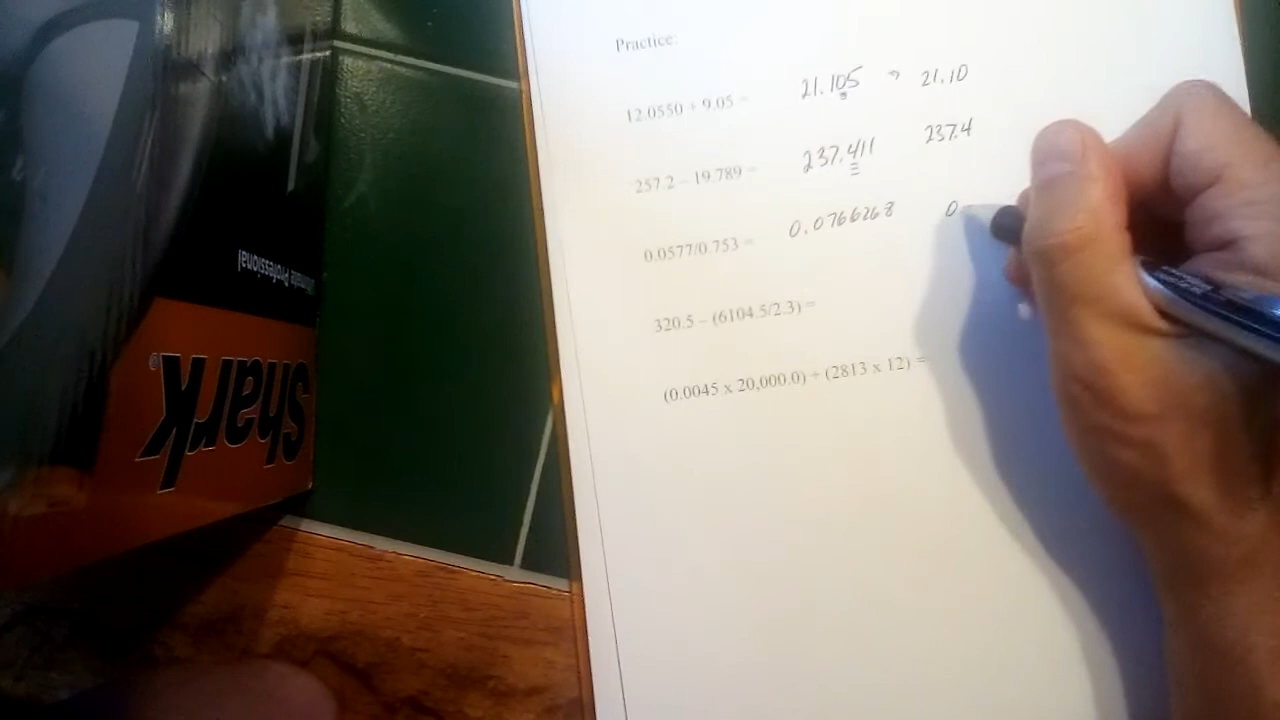 Practice:
12.0550 + 9.05 = 21.105 → 21.10
257.2 – 19.789 = 237.411 237.4
0.0577/0.753 = 0.0766268 0
320.5 – (6104.5/2.3) =
(0.0045 x 20,000.0) + (2813 x 12) =
Professional
Shark®